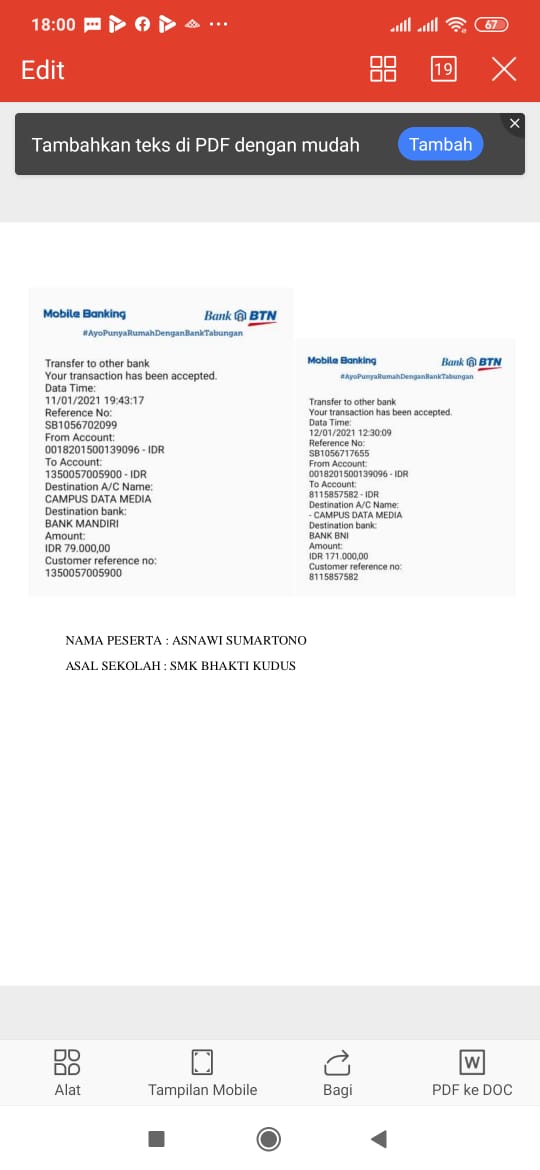 18:00
67
Edit
19
Tambahkan teks di PDF dengan mudah
Tambah
Mobile Banking
Bank BTN
#AyoPunyaRumahDenganBankTabungan
Transfer to other bank
Your transaction has been accepted.
Data Time:
11/01/2021 19:43:17
Reference No:
SB1056702099
From Account:
0018201500139096 - IDR
To Account:
1350057005900 - IDR
Destination A/C Name:
CAMPUS DATA MEDIA
Destination bank:
BANK MANDIRI
Amount:
IDR 79.000,00
Customer reference no:
1350057005900
Mobile Banking
Bank BTN
#AyoPunyaRumahDenganBankTabungan
Transfer to other bank
Your transaction has been accepted.
Data Time:
12/01/2021 12:30:09
Reference No:
SB1056717655
From Account:
0018201500139096 - IDR
To Account:
8115857582 - IDR
Destination A/C Name:
- CAMPUS DATA MEDIA
Destination bank:
BANK BNI
Amount:
IDR 171.000,00
Customer reference no:
8115857582
NAMA PESERTA : ASNAWI SUMARTONO
ASAL SEKOLAH : SMK BHAKTI KUDUS
Alat
Tampilan Mobile
Bagi
W
PDF ke DOC